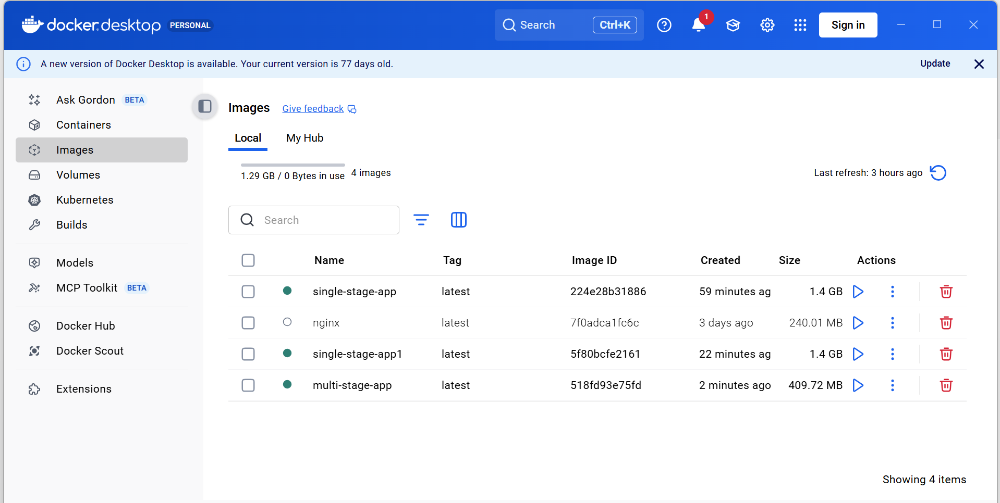 docker desktop PERSONAL
Search Ctrl+K
1
Sign in
A new version of Docker Desktop is available. Your current version is 77 days old.
Update
Ask Gordon BETA
Containers
Images
Volumes
Kubernetes
Builds
Models
MCP Toolkit BETA
Docker Hub
Docker Scout
Extensions
Images Give feedback
Local My Hub
1.29 GB / 0 Bytes in use 4 images
Last refresh: 3 hours ago
Search
Name Tag Image ID Created Size Actions
single-stage-app latest 224e28b31886 59 minutes ag 1.4 GB
nginx latest 7f0adca1fc6c 3 days ago 240.01 MB
single-stage-app1 latest 5f80bcfe2161 22 minutes ag 1.4 GB
multi-stage-app latest 518fd93e75fd 2 minutes ago 409.72 MB
Showing 4 items